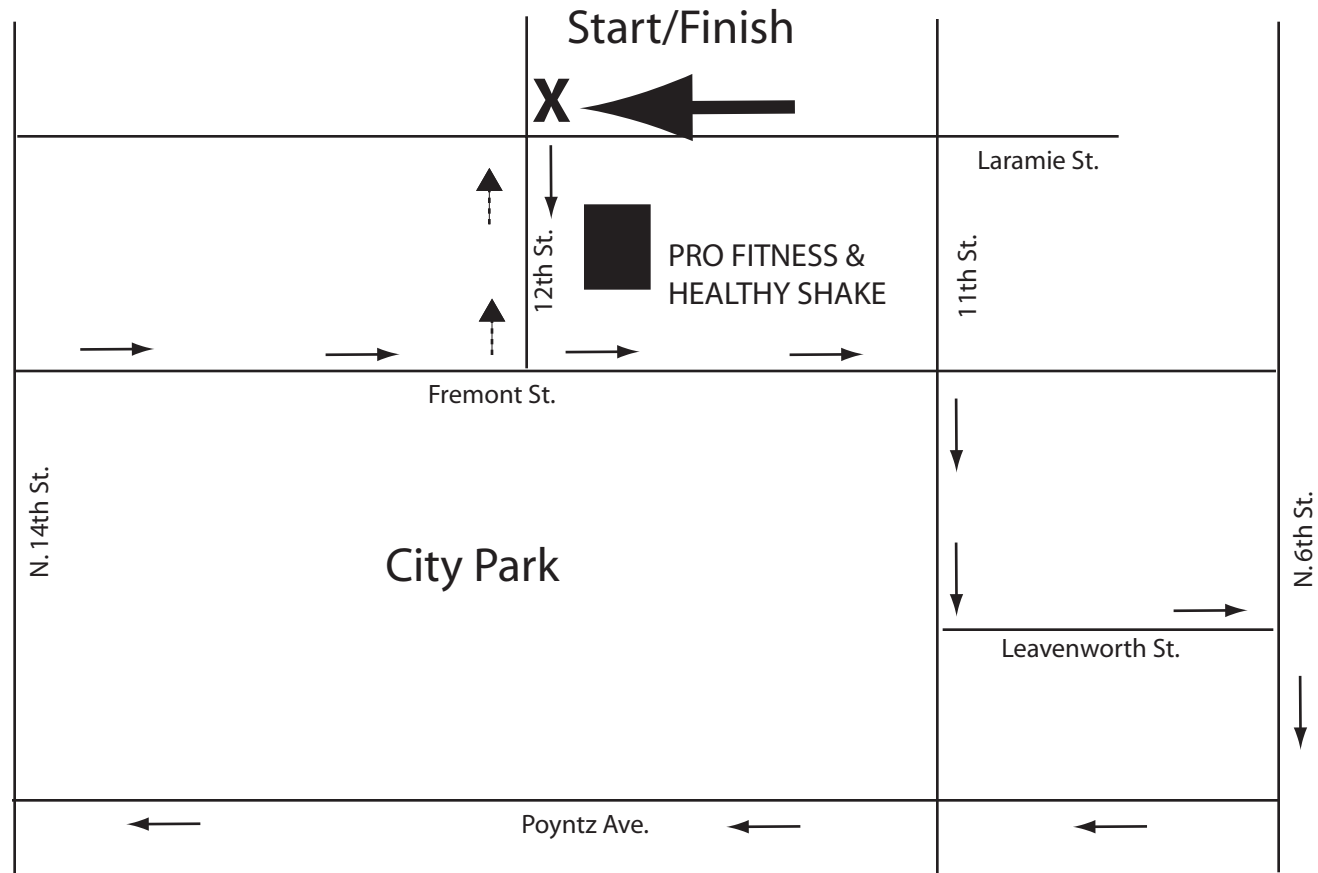 Start/Finish
X
Laramie St.
12th St.
PRO FITNESS &
HEALTHY SHAKE
11th St.
Fremont St.
N. 14th St.
City Park
N. 6th St.
Leavenworth St.
Poyntz Ave.